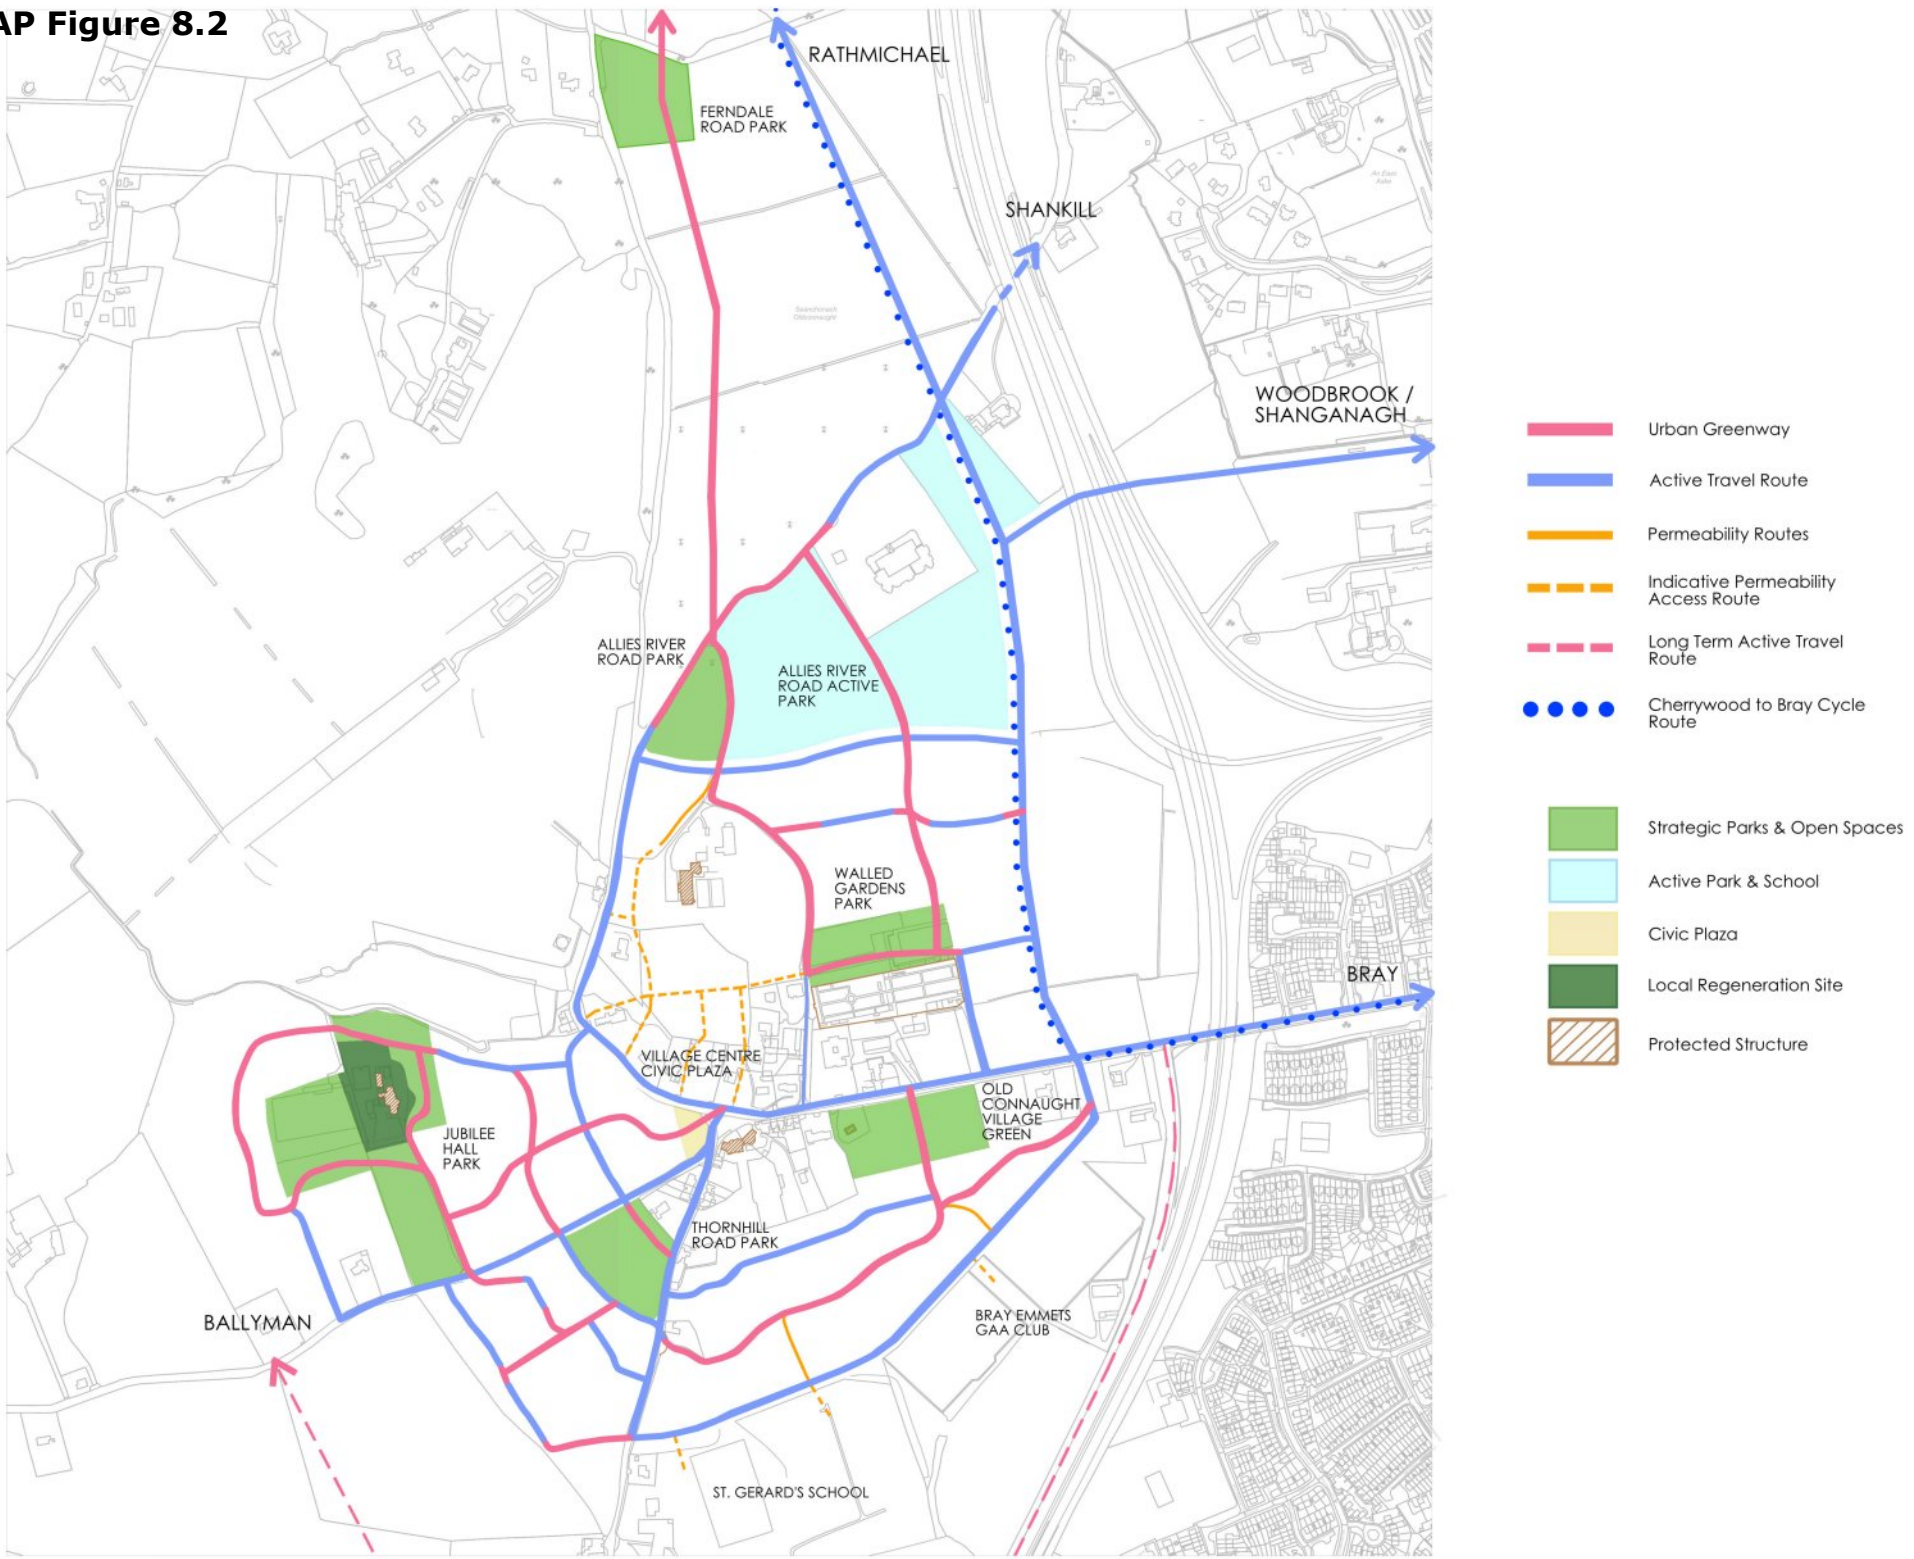 AP Figure 8.2
RATHMICHAEL
FERNDALE
ROAD PARK
SHANKILL
WOODBROOK /
SHANGANAGH
ALLIES RIVER
ROAD PARK
ALLIES RIVER
ROAD ACTIVE
PARK
WALLED
GARDENS
PARK
BRAY
VILLAGE CENTRE
CIVIC PLAZA
OLD
CONNAUGHT
VILLAGE
GREEN
JUBILEE
HALL
PARK
THORNHILL
ROAD PARK
BALLYMAN
BRAY EMMETS
GAA CLUB
ST. GERARD'S SCHOOL
Urban Greenway
Active Travel Route
Permeability Routes
Indicative Permeability
Access Route
Long Term Active Travel
Route
Cherrywood to Bray Cycle
Route
Strategic Parks & Open Spaces
Active Park & School
Civic Plaza
Local Regeneration Site
Protected Structure